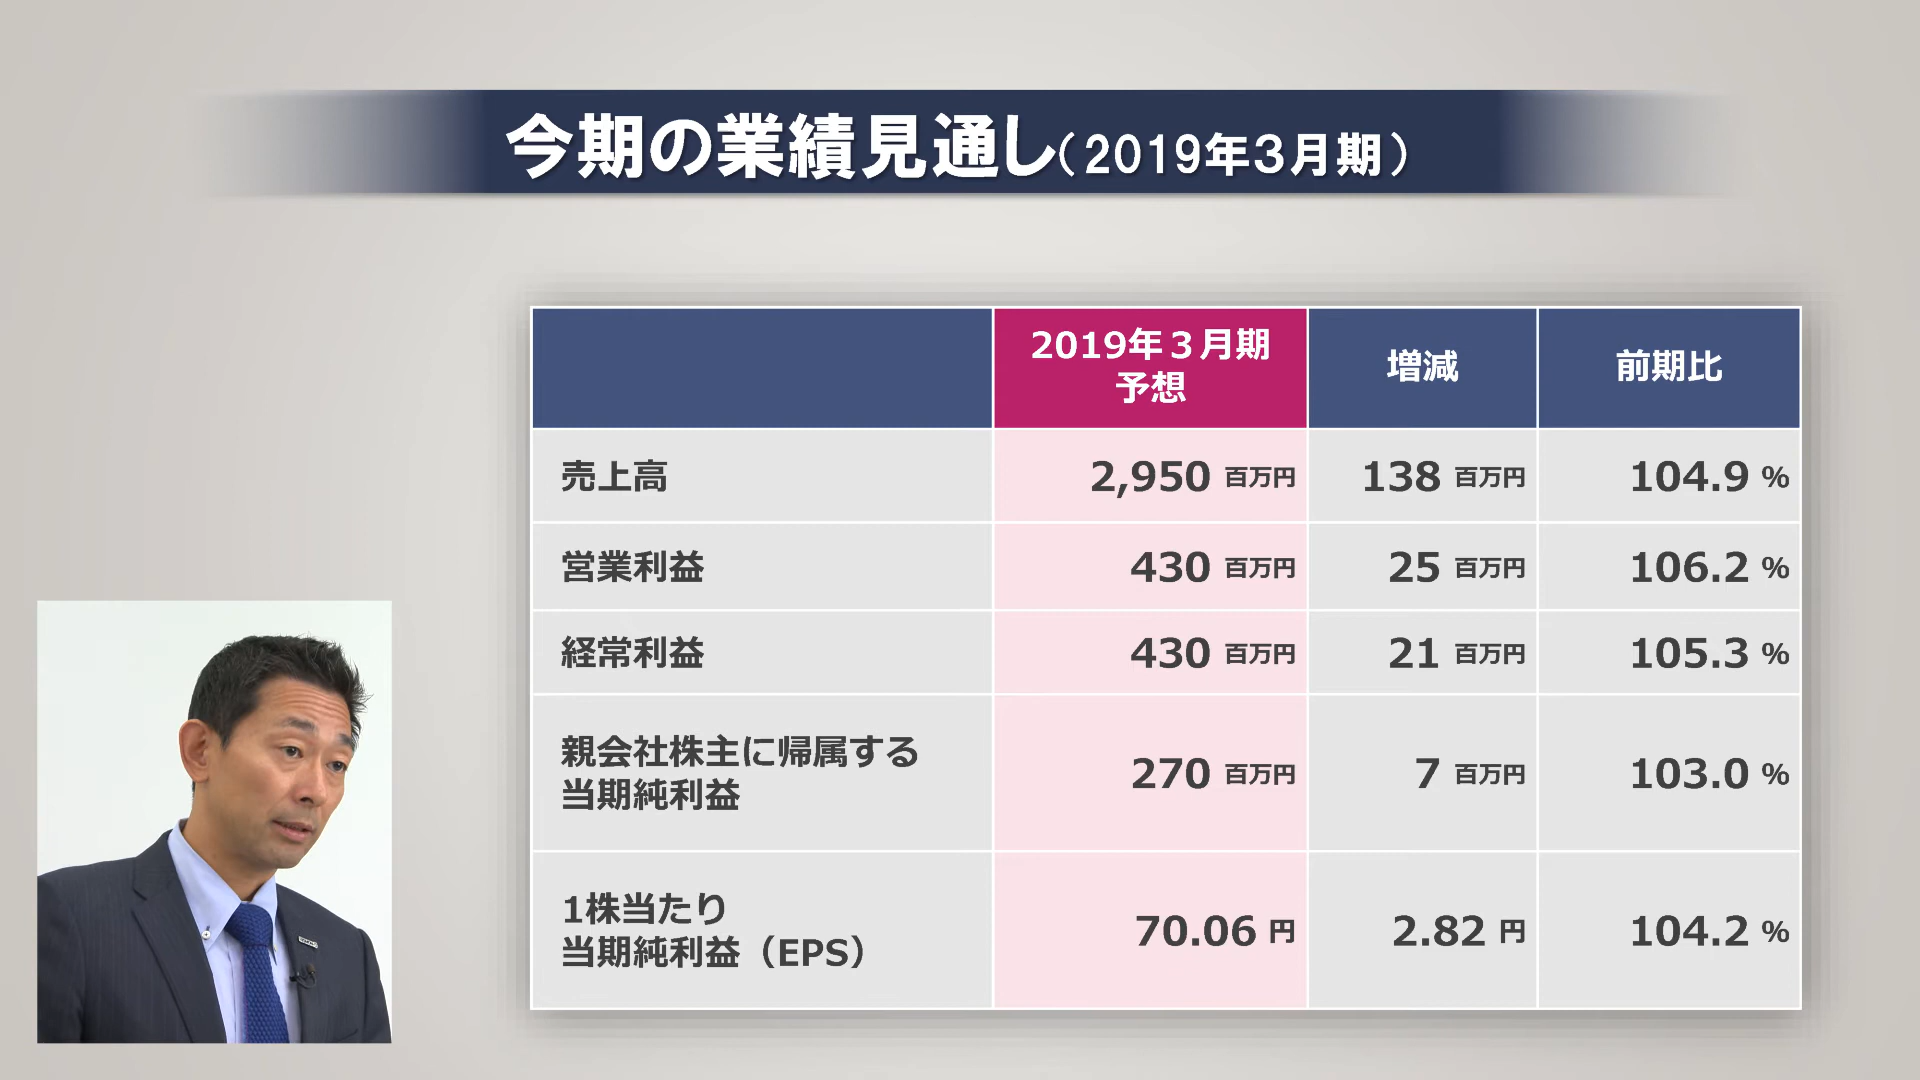 今期の業績見通し（2019年3月期）
2019年３月期
予想
増減
前期比
売上高
2,950 百万円
138 百万円
104.9 %
営業利益
430 百万円
25 百万円
106.2 %
経常利益
430 百万円
21 百万円
105.3 %
親会社株主に帰属する
当期純利益
270 百万円
7 百万円
103.0 %
1株当たり
当期純利益（EPS）
70.06 円
2.82 円
104.2 %